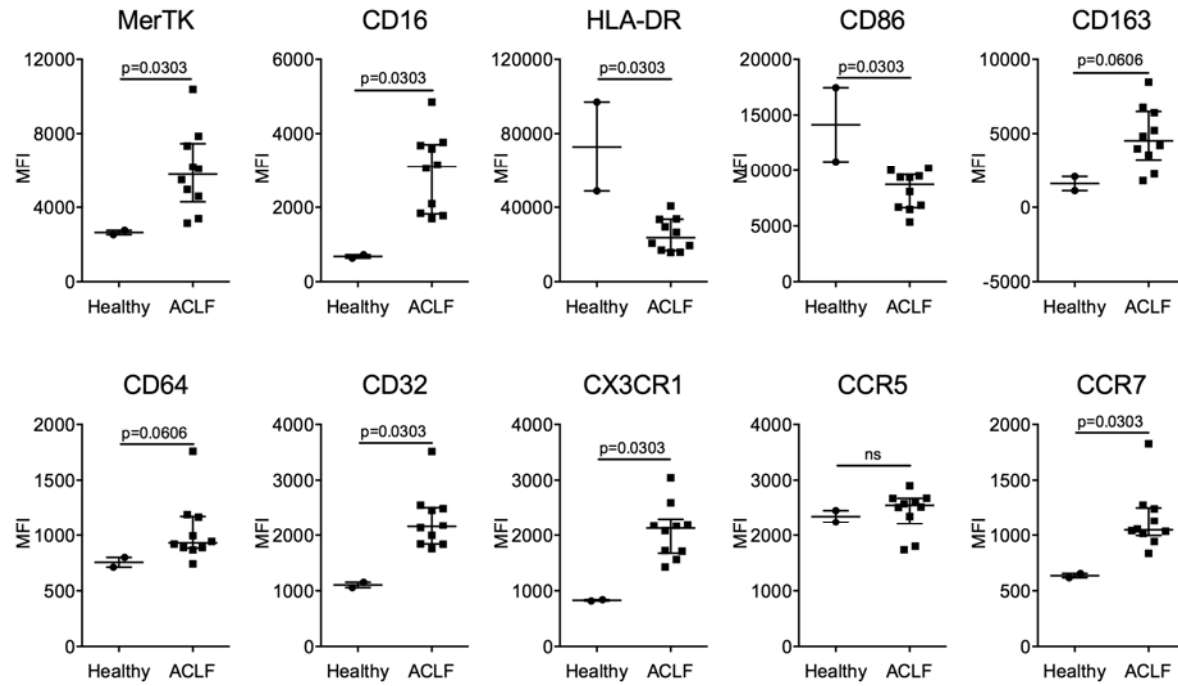 MerTK CD16 HLA-DR CD86 CD163
12000 6000 120000 20000 10000
p=0.0303 p=0.0303 p=0.0303 p=0.0303 p=0.0606
MFI MFI MFI MFI MFI
8000 4000 80000 15000 5000
4000 2000 40000 10000 0
0 0 0 5000 -5000
0
Healthy ACLF Healthy ACLF Healthy ACLF Healthy ACLF Healthy ACLF
CD64 CD32 CX3CR1 CCR5 CCR7
2000 4000 4000 4000 2000
p=0.0606 p=0.0303 p=0.0303 ns p=0.0303
1500 3000 3000 3000 1500
MFI MFI MFI MFI MFI
1000 2000 2000 2000 1000
500 1000 1000 1000 500
0 0 0 0 0
Healthy ACLF Healthy ACLF Healthy ACLF Healthy ACLF Healthy ACLF